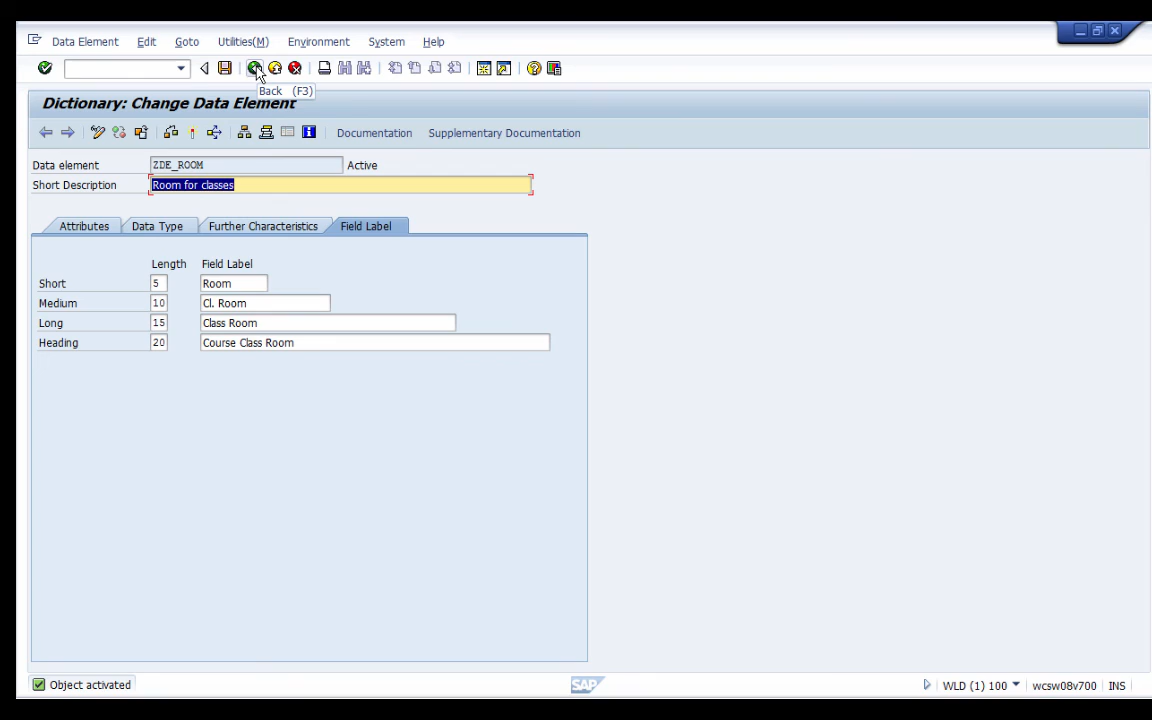 Data Element Edit Goto Utilities(M) Environment System Help
Back (F3)
Dictionary: Change Data Element
Documentation Supplementary Documentation
Data element ZDE_ROOM Active
Short Description Room for classes
Attributes Data Type Further Characteristics Field Label
Length Field Label
Short 5 Room
Medium 10 Cl. Room
Long 15 Class Room
Heading 20 Course Class Room
Object activated SAP WLD (1) 100 wcsw08v700 INS